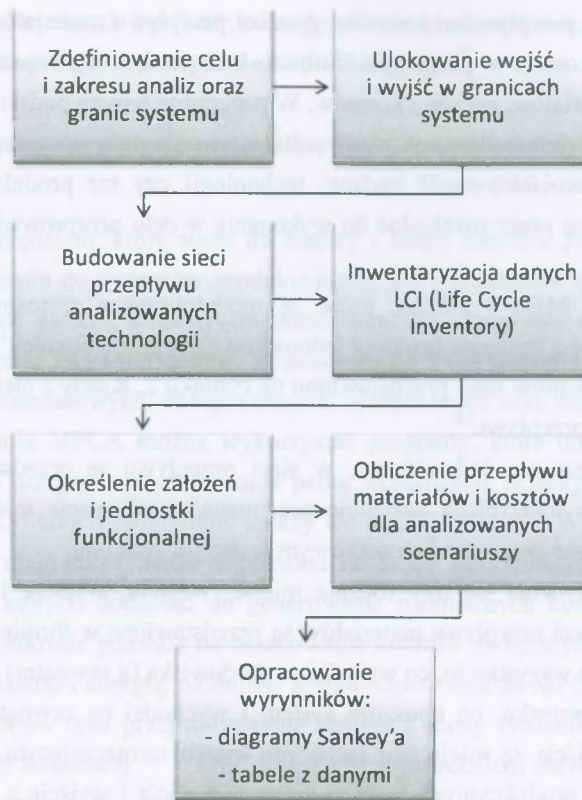 Zdefiniowanie celu
i zakresu analiz oraz
granic systemu
Ulokowanie wejść
i wyjść w granicach
systemu
Budowanie sieci
przepływu
analizowanych
technologii
Inwentaryzacja danych
LCI (Life Cycle
Inventory)
Określenie założeń
i jednostki
funkcjonalnej
Obliczenie przepływu
materiałów i kosztów
dla analizowanych
scenariuszy
Opracowanie
wyrynników:
- diagramy Sankey'a
- tabele z danymi